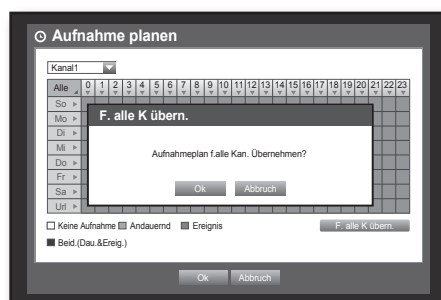 Aufnahme planen
Kanal1
Alle 0 1 2 3 4 5 6 7 8 9 10 11 12 13 14 15 16 17 18 19 20 21 22 23
So
Mo
Di
Mi
Do
Fr
Sa
Url
F. alle K übern.
Aufnahmeplan f.alle Kan. Übernehmen?
Ok Abbruch
Keine Aufnahme Andauernd Ereignis
F. alle K übern.
Beid.(Dau.&Ereig.)
Ok Abbruch